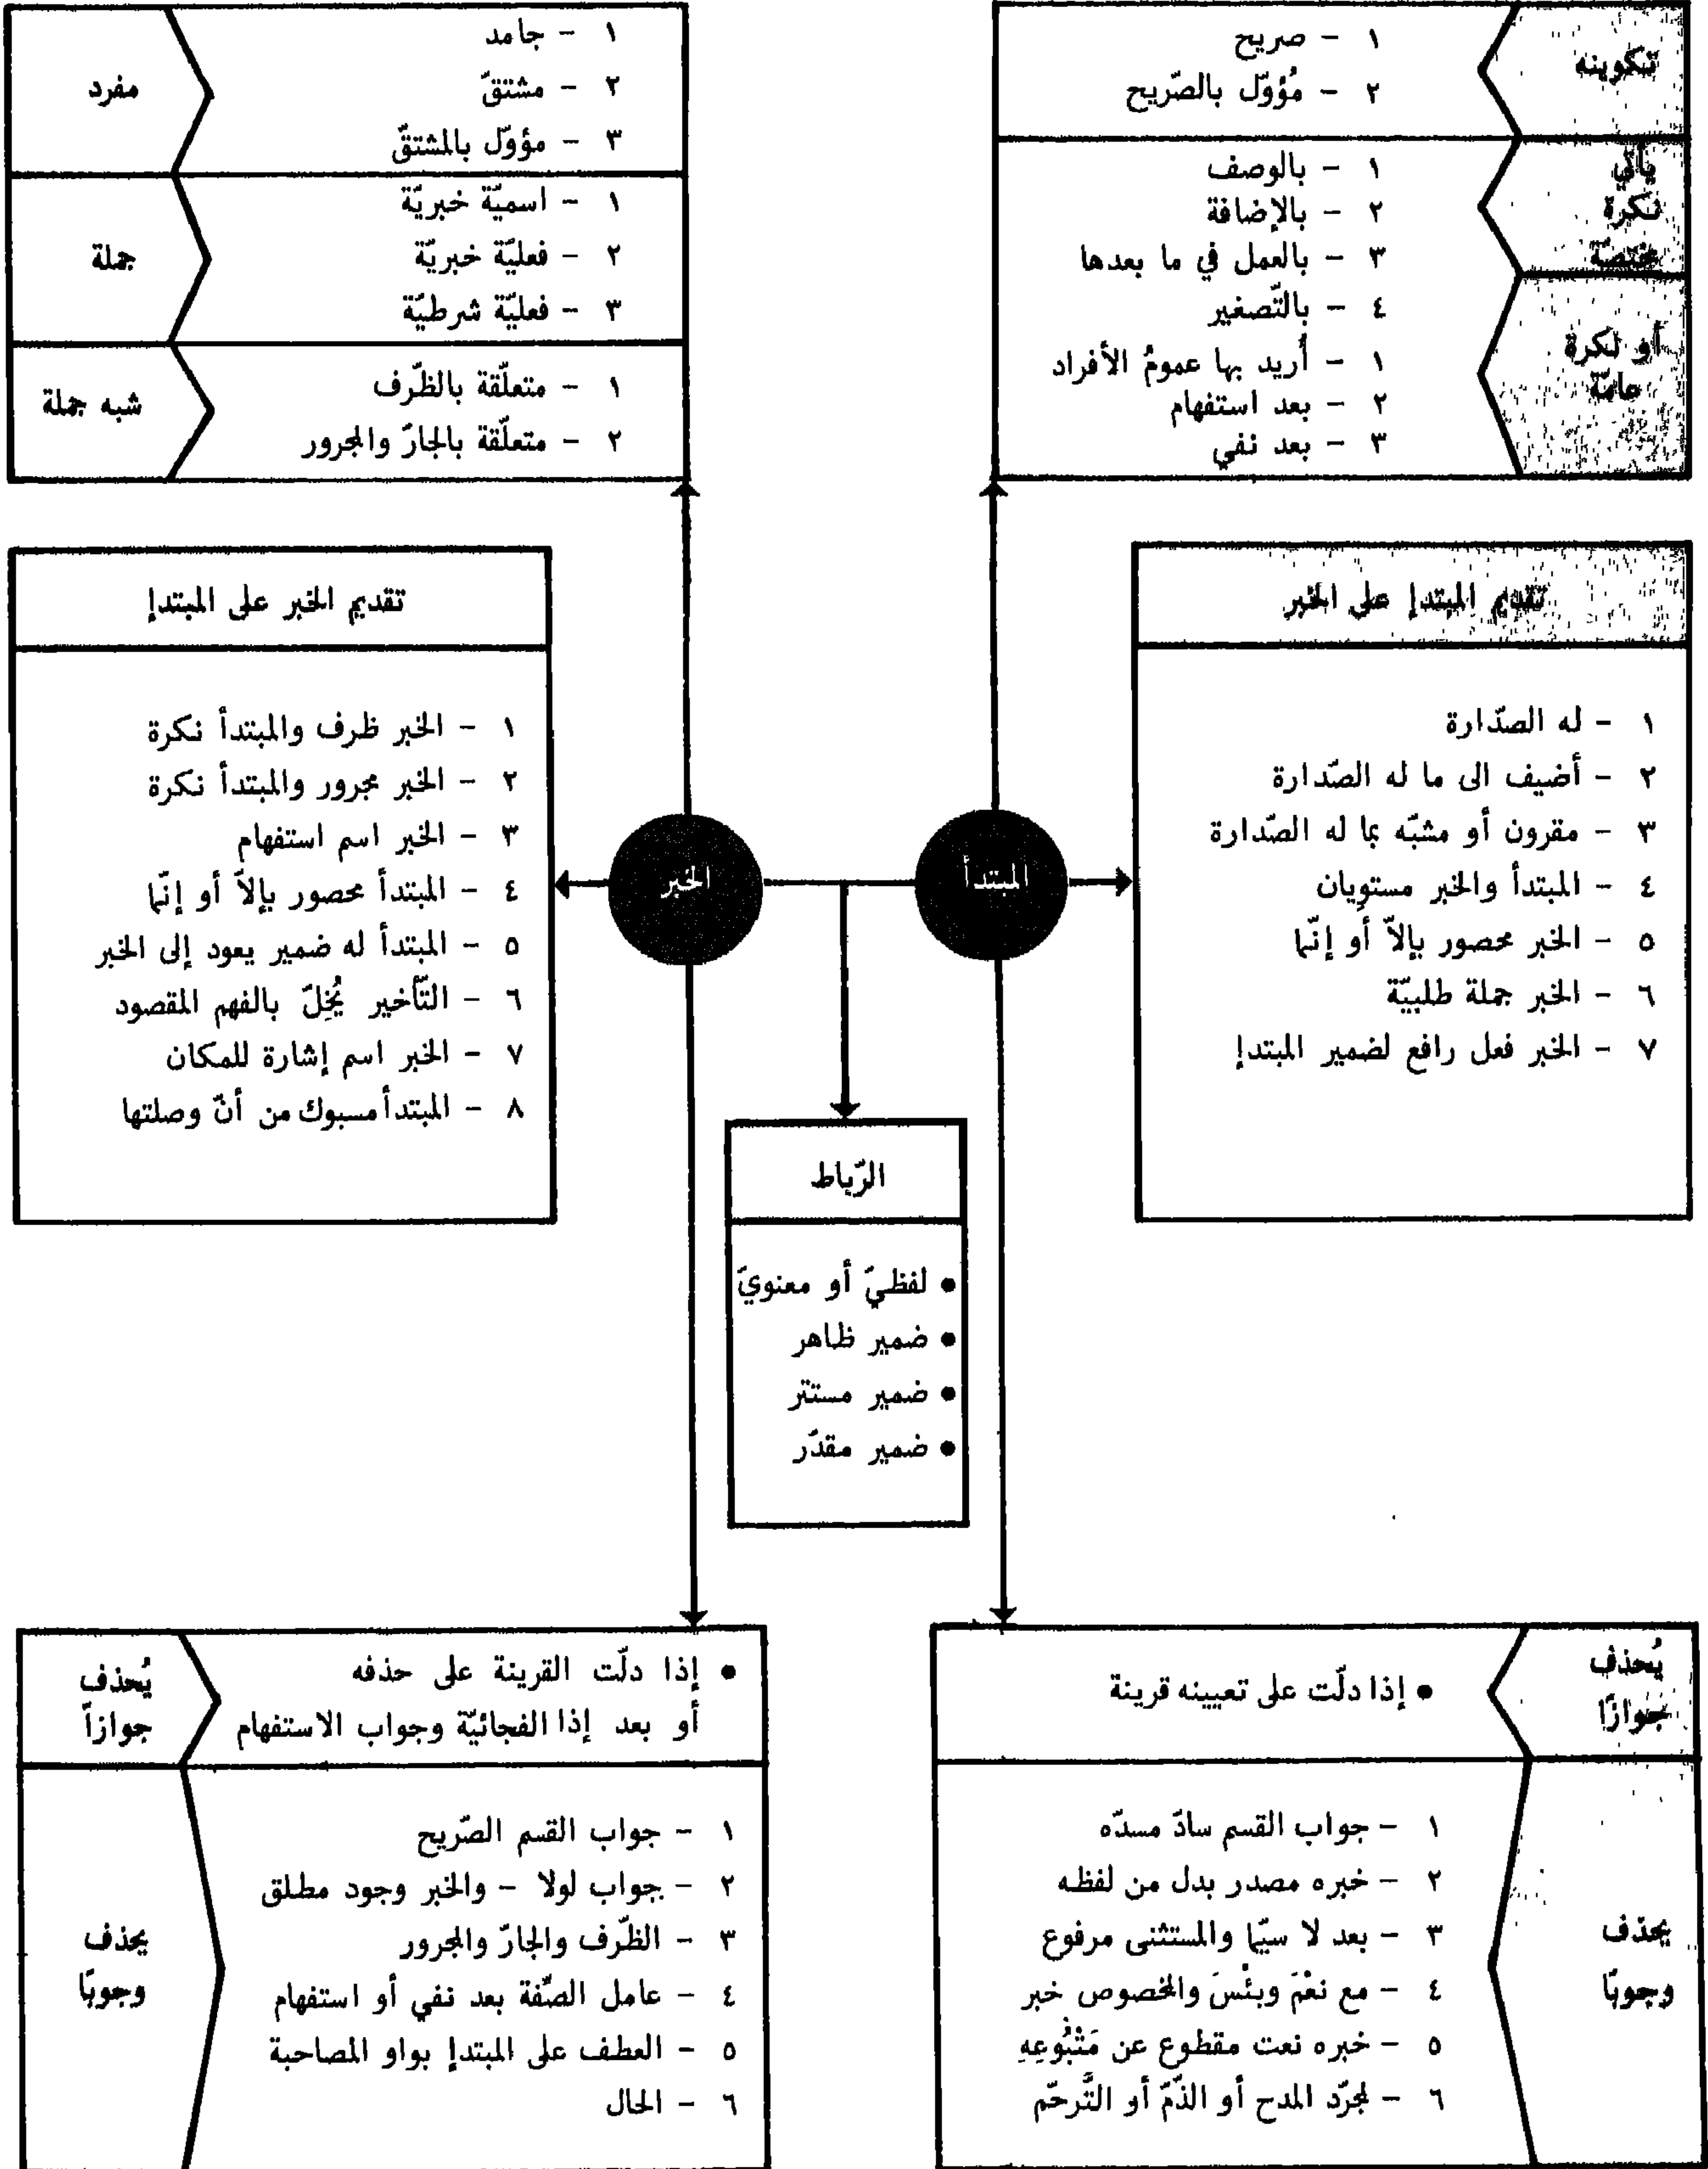 تكوينه
١ - صريح
٢ - مُؤوّل بالصّريح
يأتي
نكرة
مختصة
١ - بالوصف
٢ - بالإضافة
٣ - بالعمل في ما بعدها
٤ - بالتّصغير
أو نكرة
عامّة
١ - أُريد بها عمومُ الأفراد
٢ - بعد استفهام
٣ - بعد نفي
مفرد
١ - جامد
٢ - مشتقّ
٣ - مؤوّل بالمشتقّ
جملة
١ - اسميّة خبريّة
٢ - فعليّة خبريّة
٣ - فعليّة شرطيّة
شبه جملة
١ - متعلّقة بالظّرف
٢ - متعلّقة بالجارّ والمجرور
تقديم المبتدإ على الخبر
١ - له الصّدارة
٢ - أضيف الى ما له الصّدارة
٣ - مقرون أو مشبّه بما له الصّدارة
٤ - المبتدأ والخبر مستويان
٥ - الخبر محصور بإلاّ أو إنّما
٦ - الخبر جملة طلبيّة
٧ - الخبر فعل رافع لضمير المبتدإ
تقديم الخبر على المبتدإ
١ - الخبر ظرف والمبتدأ نكرة
٢ - الخبر مجرور والمبتدأ نكرة
٣ - الخبر اسم استفهام
٤ - المبتدأ محصور بإلاّ أو إنّما
٥ - المبتدأ له ضمير يعود إلى الخبر
٦ - التّأخير يُخِلّ بالفهم المقصود
٧ - الخبر اسم إشارة للمكان
٨ - المبتدأ مسبوك من أنّ وصلتها
المبتدأ
الخبر
الرّباط
• لفظيّ أو معنويّ
• ضمير ظاهر
• ضمير مستتر
• ضمير مقدّر
يُحذف
جوازًا
• إذا دلّت على تعيينه قرينة
يحذف
وجوبًا
١ - جواب القسم سادّ مسدّه
٢ - خبره مصدر بدل من لفظه
٣ - بعد لا سيّما والمستثنى مرفوع
٤ - مع نعْمَ وبئْسَ والمخصوص خبر
٥ - خبره نعت مقطوع عن مَتْبُوعِهِ
٦ - لمجرّد المدح أو الذّمّ أو التَّرحّم
يُحذف
جوازاً
• إذا دلّت القرينة على حذفه
أو بعد إذا الفجائيّة وجواب الاستفهام
يحذف
وجوبًا
١ - جواب القسم الصّريح
٢ - جواب لولا - والخبر وجود مطلق
٣ - الظّرف والجارّ والمجرور
٤ - عامل الصّفة بعد نفي أو استفهام
٥ - العطف على المبتدإ بواو المصاحبة
٦ - الحال